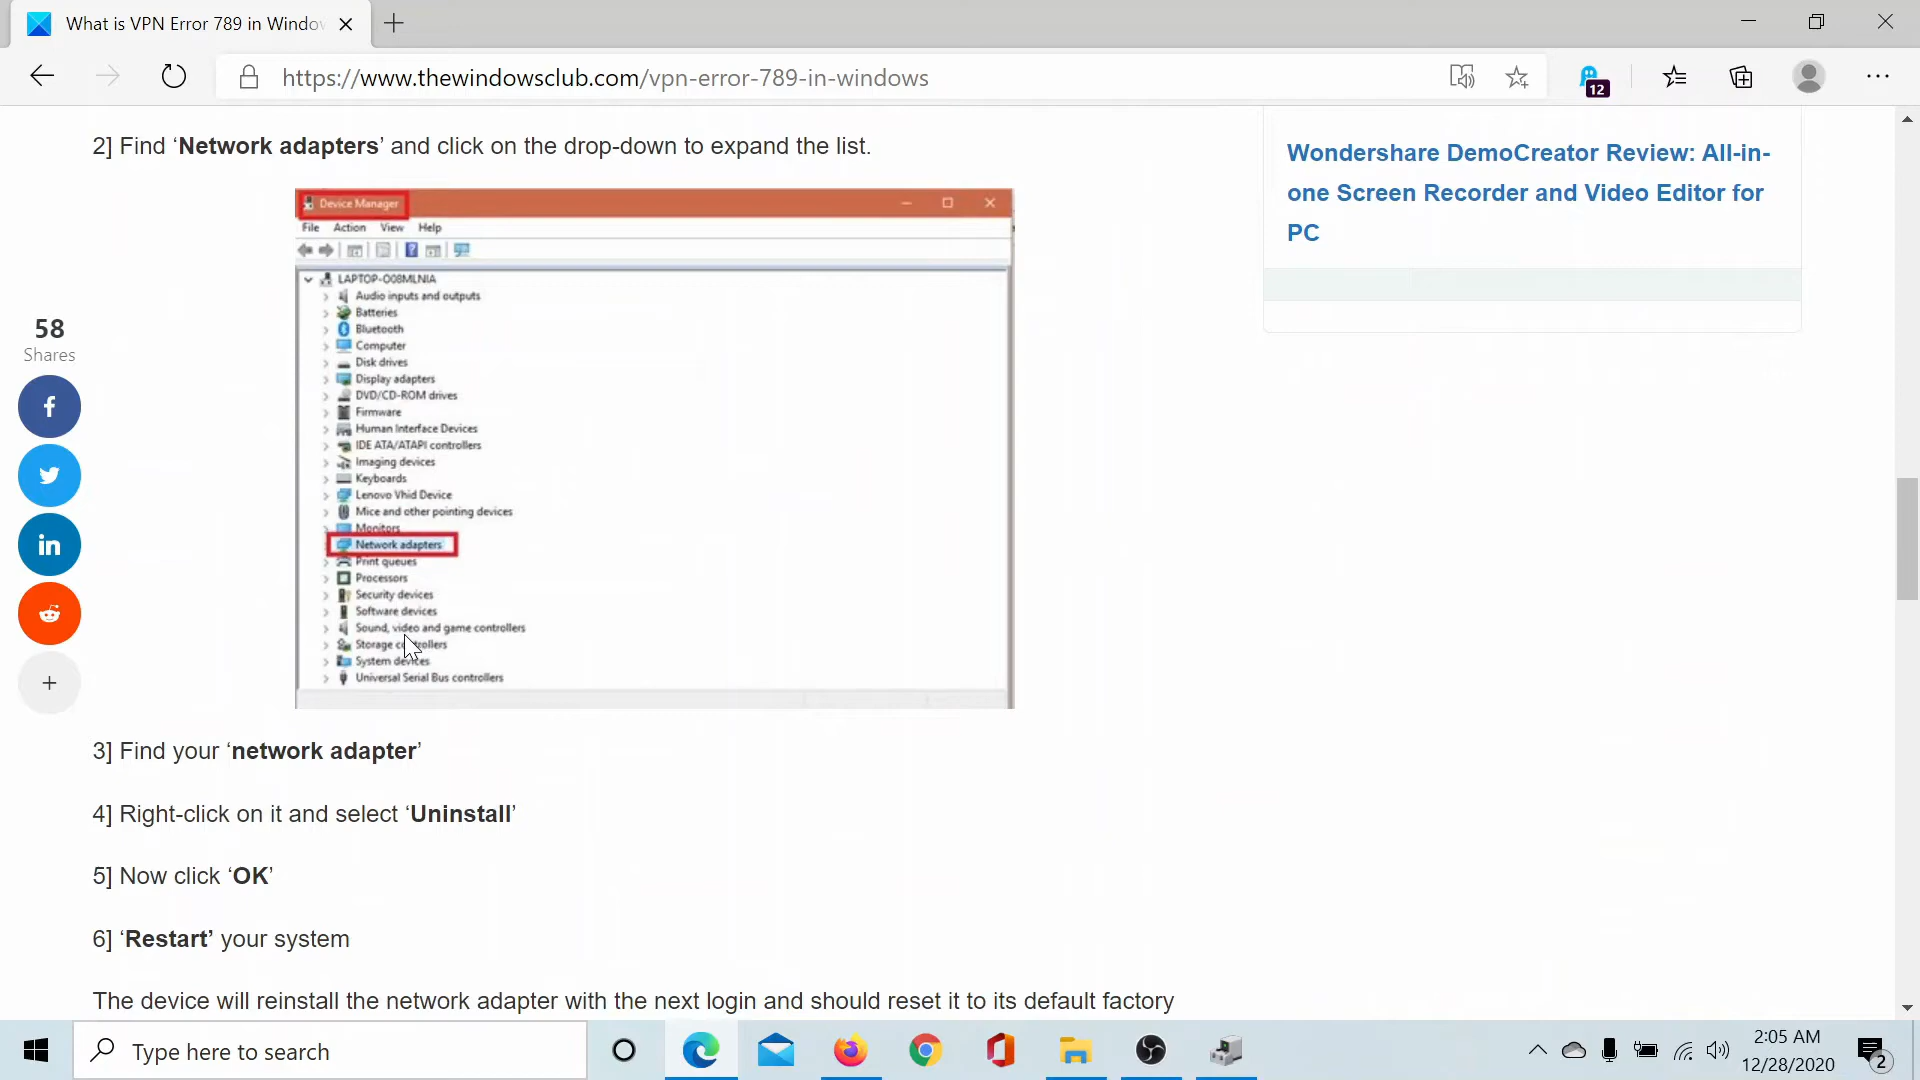 What is VPN Error 789 in Windo
https://www.thewindowsclub.com/vpn-error-789-in-windows
12
2] Find ‘Network adapters’ and click on the drop-down to expand the list.
Device Manager
File Action View Help
LAPTOP-O08MLNIA
Audio inputs and outputs
Batteries
Bluetooth
Computer
Disk drives
Display adapters
DVD/CD-ROM drives
Firmware
Human Interface Devices
IDE ATA/ATAPI controllers
Imaging devices
Keyboards
Lenovo Vhid Device
Mice and other pointing devices
Monitors
Network adapters
Print queues
Processors
Security devices
Software devices
Sound, video and game controllers
Storage controllers
System devices
Universal Serial Bus controllers
58
Shares
3] Find your ‘network adapter’
4] Right-click on it and select ‘Uninstall’
5] Now click ‘OK’
6] ‘Restart’ your system
The device will reinstall the network adapter with the next login and should reset it to its default factory
Wondershare DemoCreator Review: All-in-
one Screen Recorder and Video Editor for
PC
Type here to search
2:05 AM
12/28/2020
2